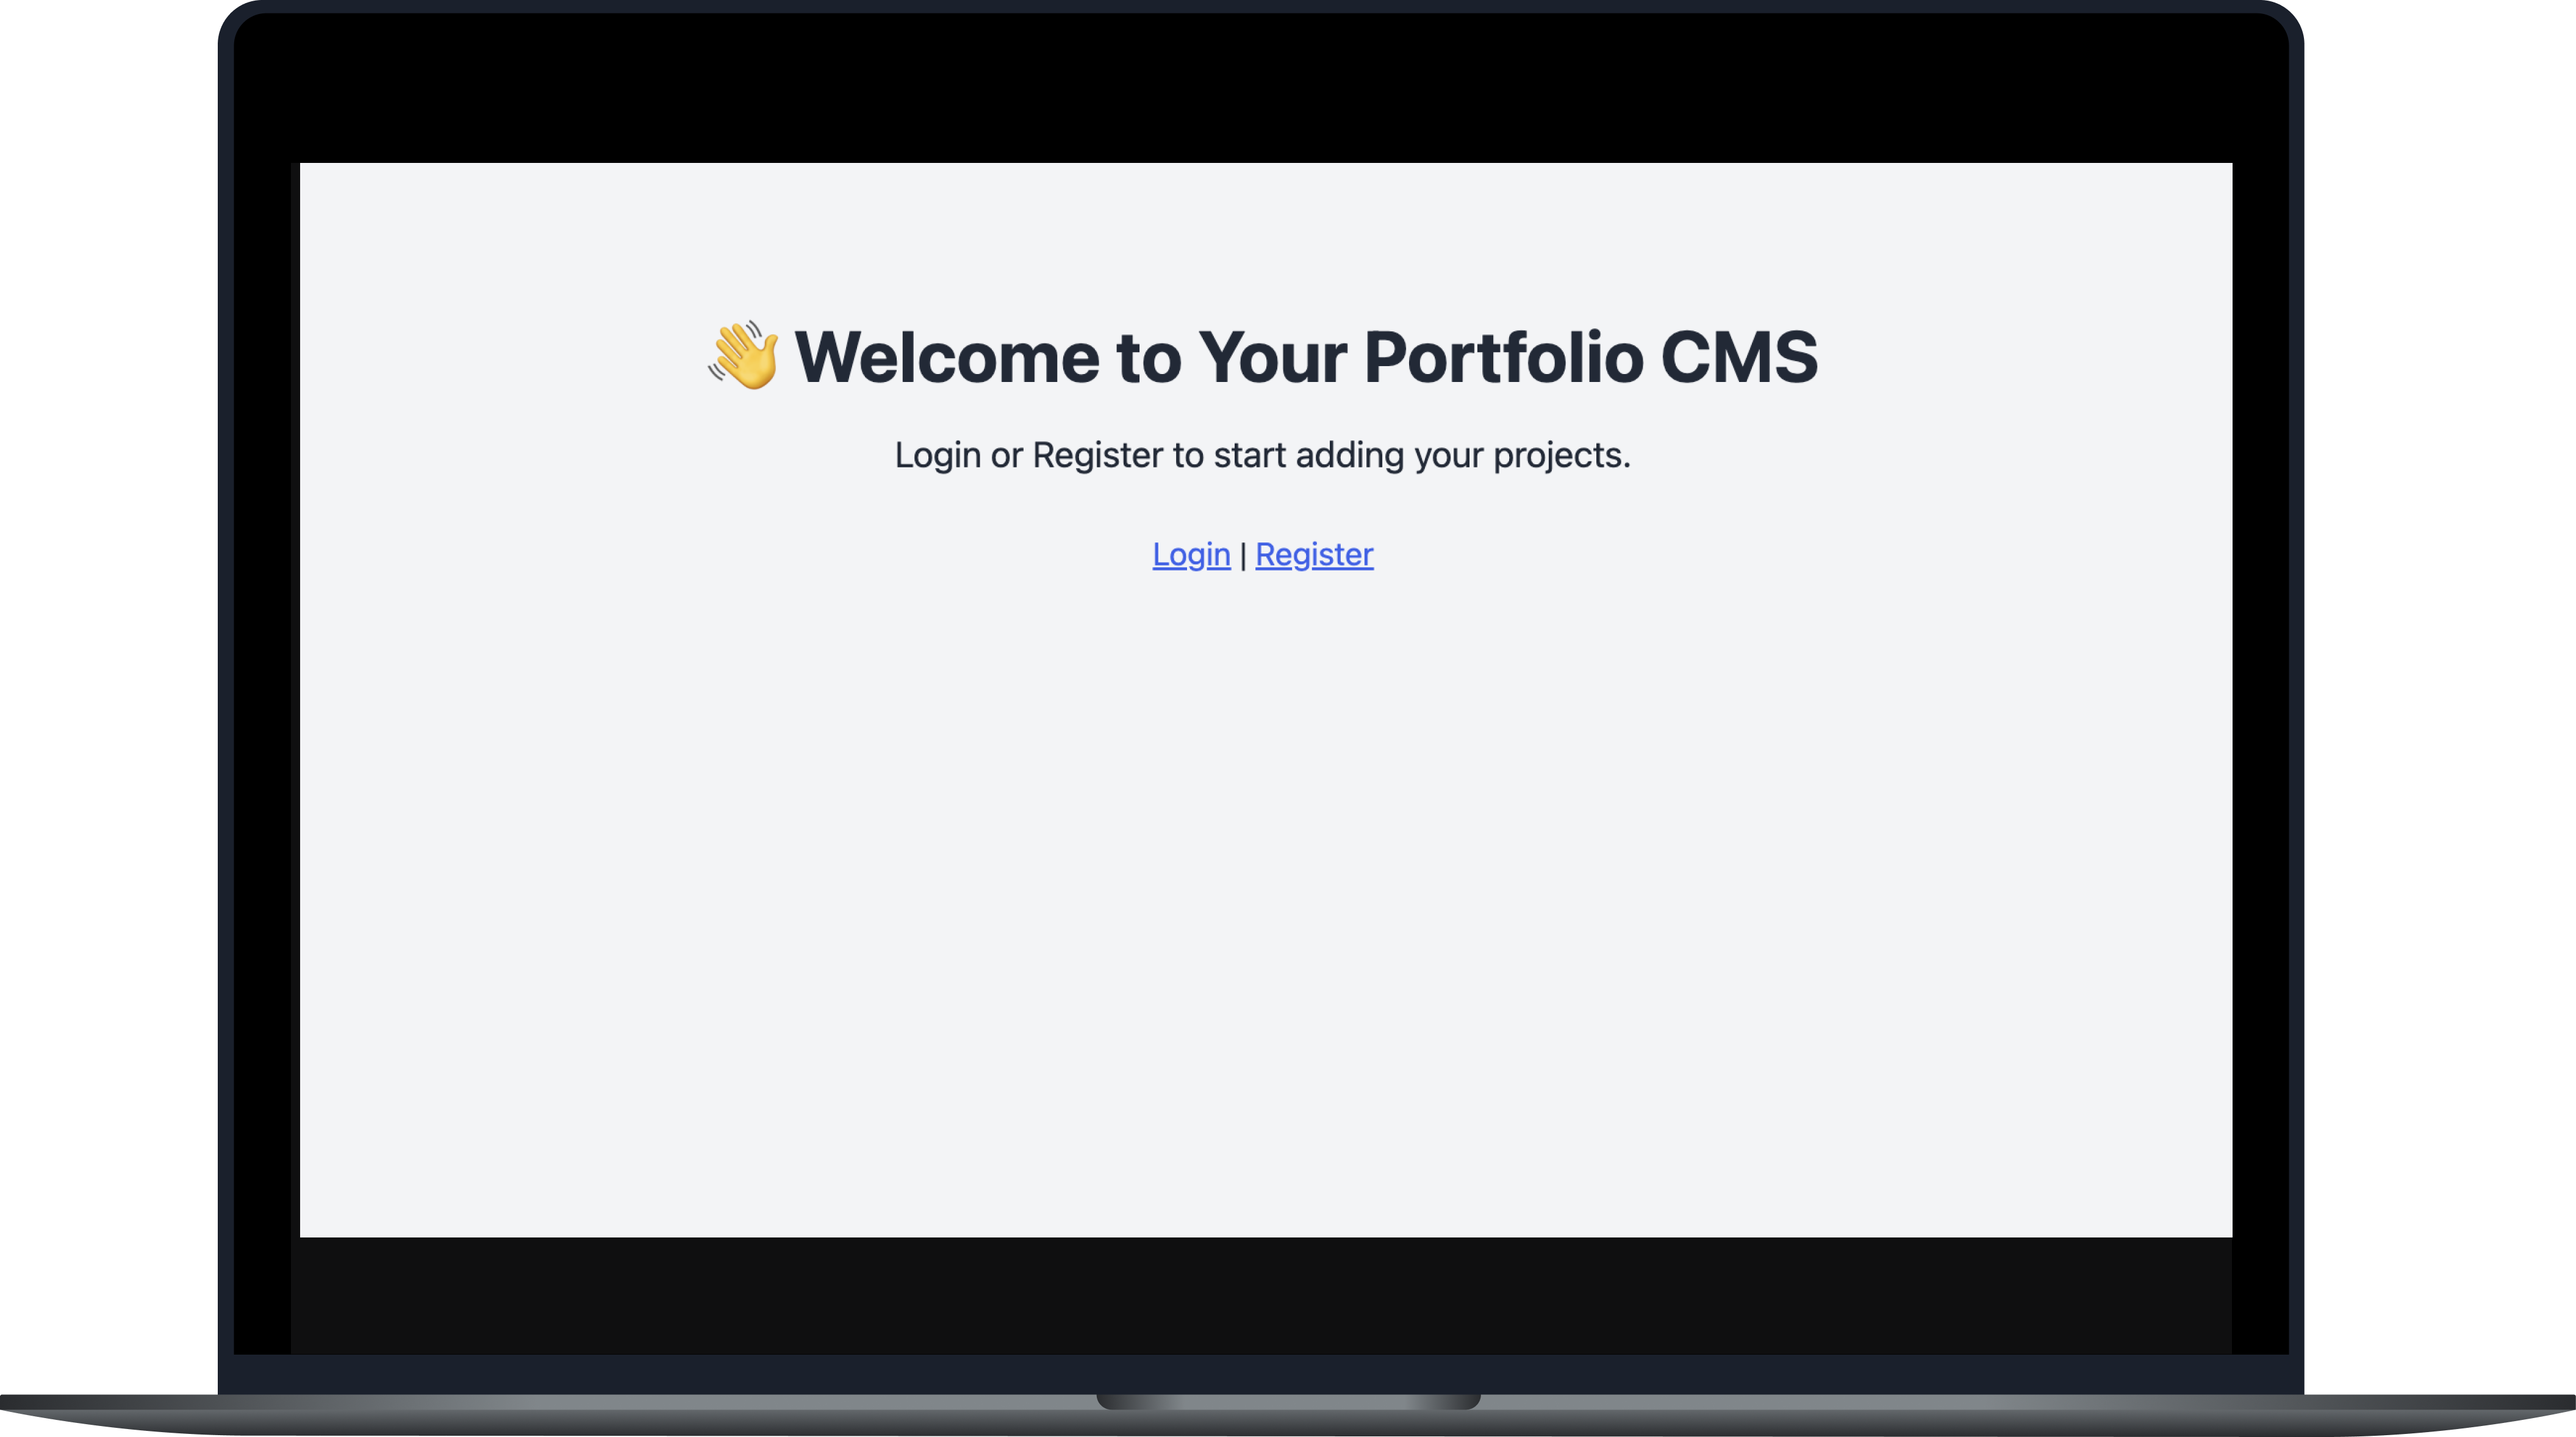 👋 Welcome to Your Portfolio CMS
Login or Register to start adding your projects.
Login | Register